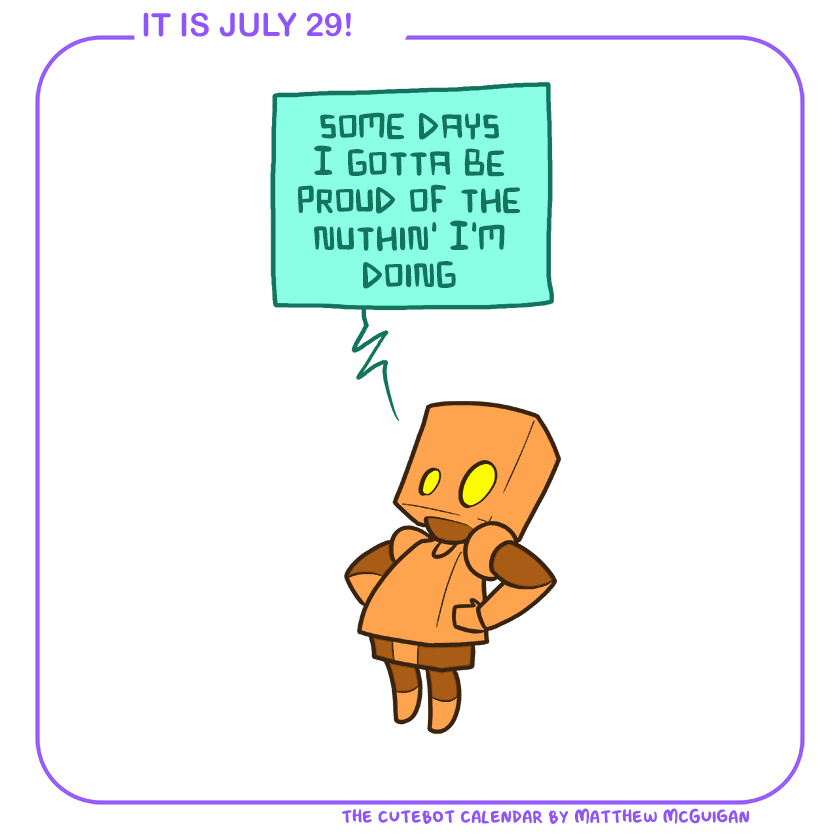 IT IS JULY 29!
SOME DAYS
I GOTTA BE
PROUD OF THE
NUTHIN' I'M
DOING
THE CUTEBOT CALENDAR BY MATTHEW MCGUIGAN